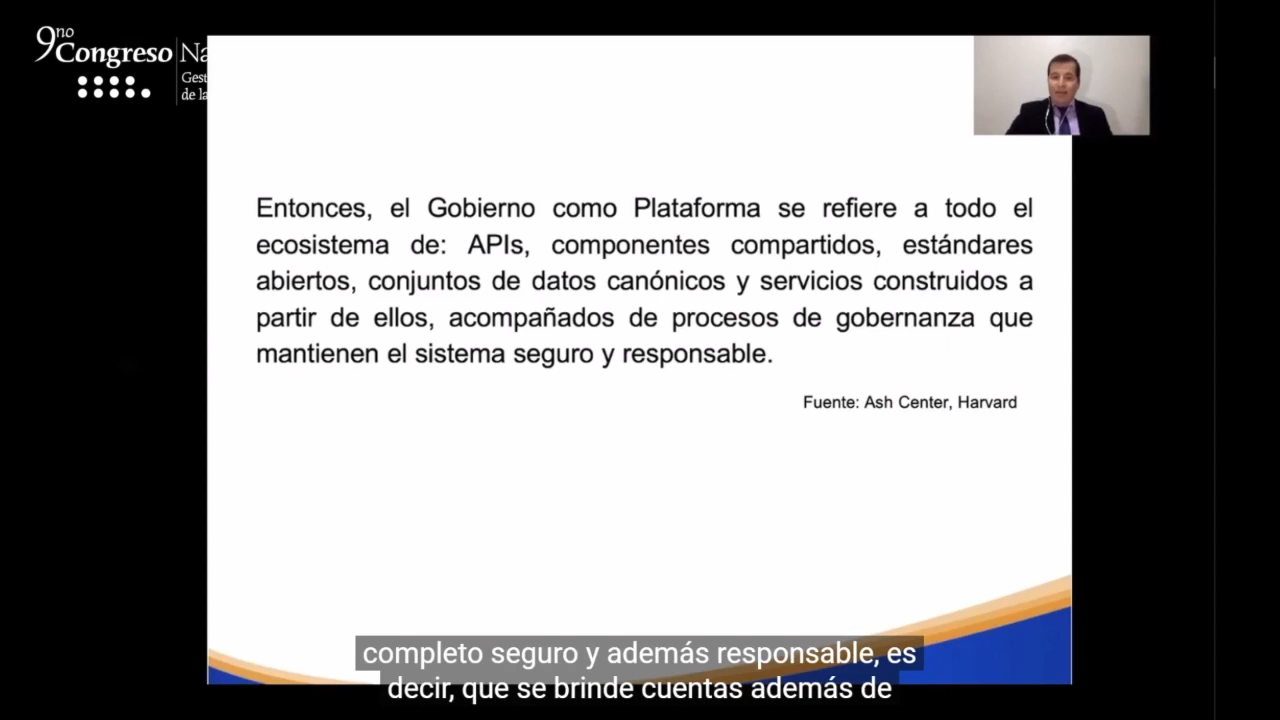 9no
Congreso
Gest
de la
Entonces, el Gobierno como Plataforma se refiere a todo el
ecosistema de: APIs, componentes compartidos, estándares
abiertos, conjuntos de datos canónicos y servicios construidos a
partir de ellos, acompañados de procesos de gobernanza que
mantienen el sistema seguro y responsable.
Fuente: Ash Center, Harvard
completo seguro y además responsable, es
decir, que se brinde cuentas además de